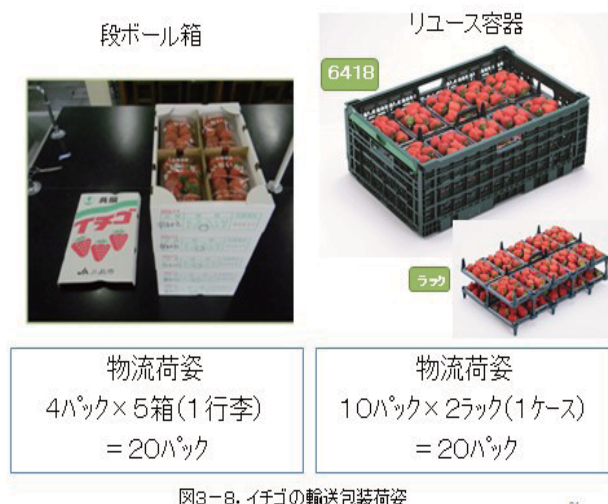 段ボール箱
リユース容器
6418
イチゴ
ラック
物流荷姿
4パック×5箱(1行李)
=20パック
物流荷姿
10パック×2ラック(1ケース)
=20パック
図3-8.イチゴの輸送包装荷姿